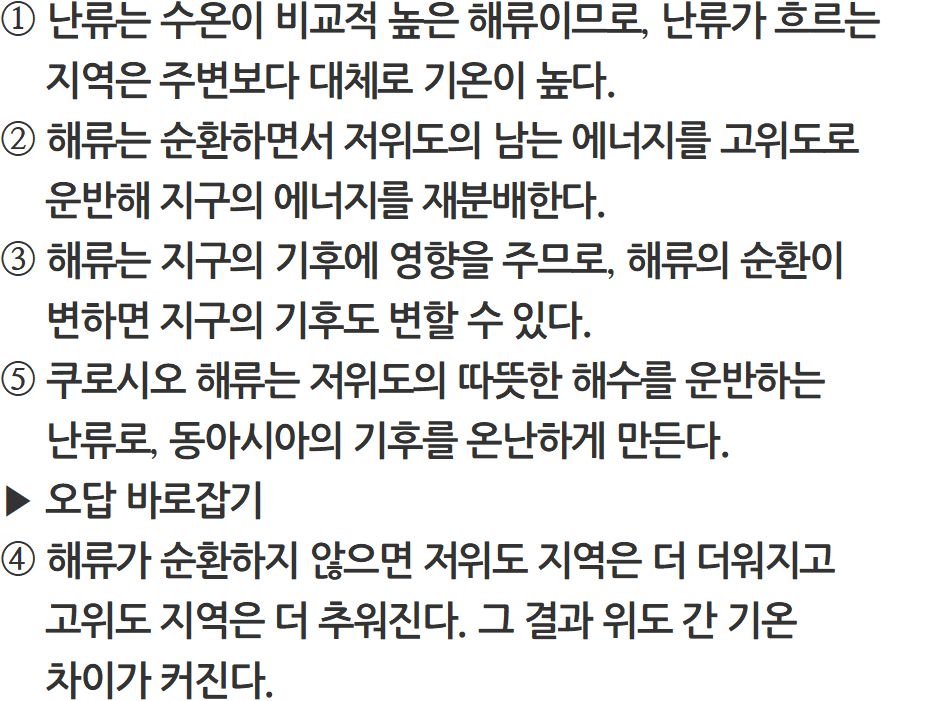 ① 난류는 수온이 비교적 높은 해류이므로, 난류가 흐르는
지역은 주변보다 대체로 기온이 높다.
② 해류는 순환하면서 저위도의 남는 에너지를 고위도로
운반해 지구의 에너지를 재분배한다.
③ 해류는 지구의 기후에 영향을 주므로, 해류의 순환이
변하면 지구의 기후도 변할 수 있다.
⑤ 쿠로시오 해류는 저위도의 따뜻한 해수를 운반하는
난류로, 동아시아의 기후를 온난하게 만든다.
▶ 오답 바로잡기
④ 해류가 순환하지 않으면 저위도 지역은 더 더워지고
고위도 지역은 더 추워진다. 그 결과 위도 간 기온
차이가 커진다.